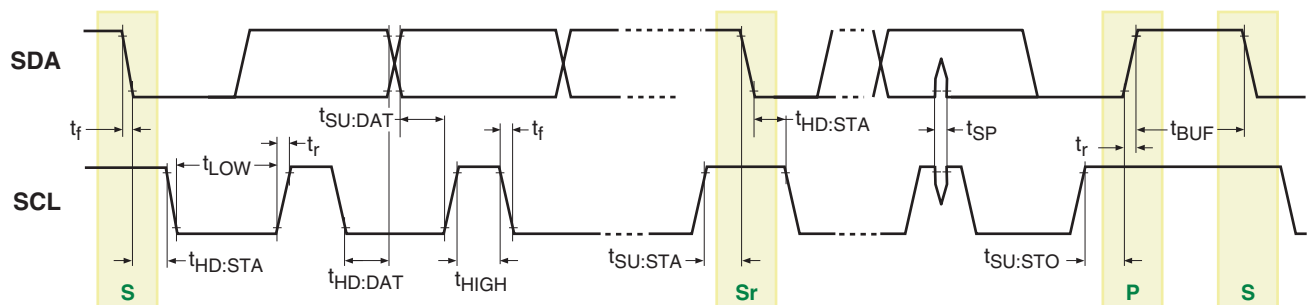 SDA
t_f
t_SU:DAT
t_f
t_HD:STA
t_SP
t_r
t_BUF
t_LOW
t_r
SCL
t_HD:STA
t_HD:DAT
t_HIGH
t_SU:STA
t_SU:STO
S
Sr
P
S